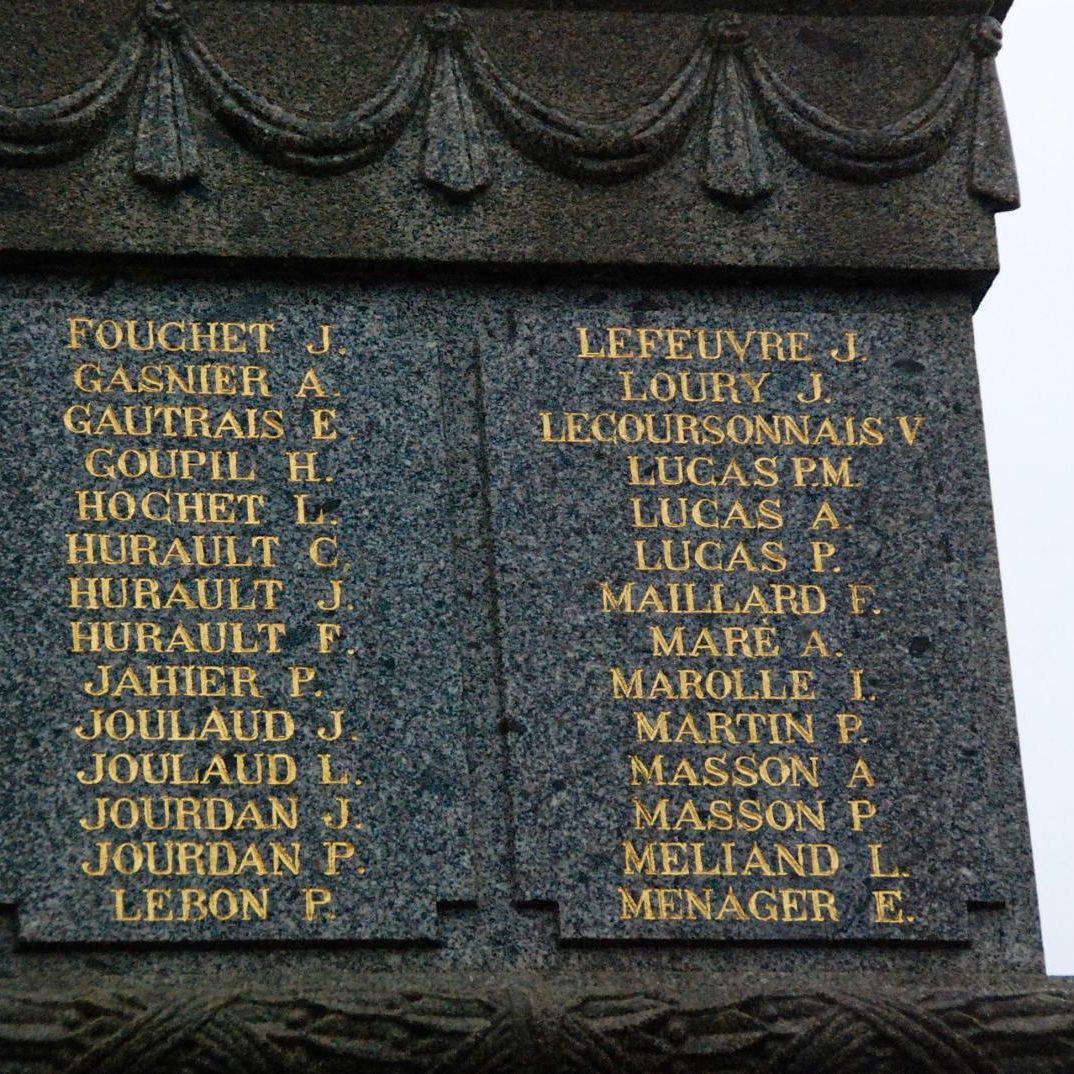 FOUCHET J.
GASNIER A.
GAUTRAIS E.
GOUPIL H.
HOCHET L.
HURAULT C.
HURAULT J.
HURAULT F.
JAHIER P.
JOULAUD J.
JOULAUD L.
JOURDAN J.
JOURDAN P.
LEBON P.
LEFEUVRE J.
LOURY J.
LECOURSONNAIS V
LUCAS P.M.
LUCAS A.
LUCAS P.
MAILLARD F.
MARÉ A.
MAROLLE I.
MARTIN P.
MASSON A
MASSON P
MELIAND L.
MENAGER E.